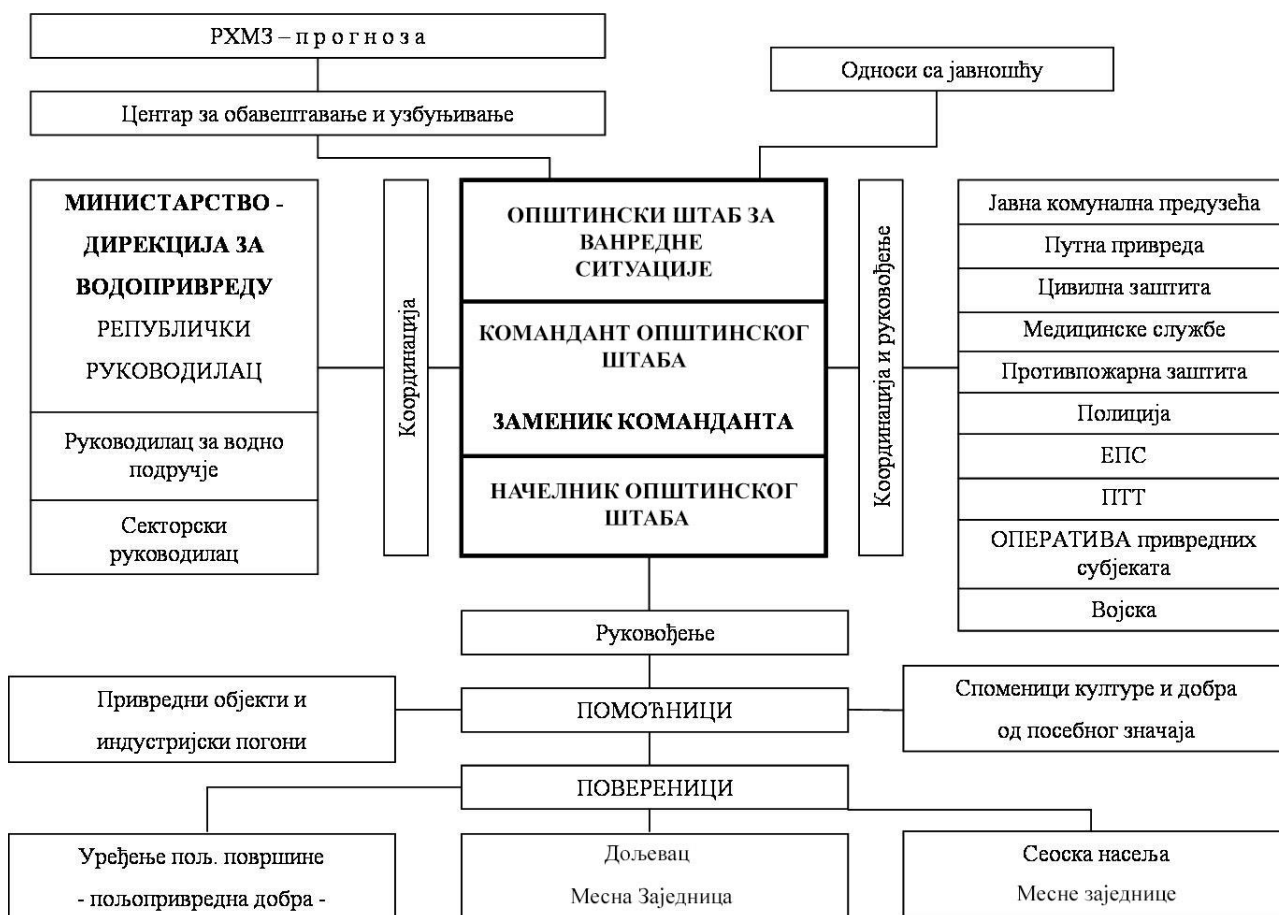 РХМЗ – п р о г н о з а
Односи са јавношћу
Центар за обавештавање и узбуњивање
МИНИСТАРСТВО -
ДИРЕКЦИЈА ЗА
ВОДОПРИВРЕДУ
РЕПУБЛИЧКИ
РУКОВОДИЛАЦ
Руководилац за водно
подручје
Секторски
руководилац
Координација
ОПШТИНСКИ ШТАБ ЗА
ВАНРЕДНЕ
СИТУАЦИЈЕ
КОМАНДАНТ ОПШТИНСКОГ
ШТАБА
ЗАМЕНИК КОМАНДАНТА
НАЧЕЛНИК ОПШТИНСКОГ
ШТАБА
Координација и руковођење
Јавна комунална предузећа
Путна привреда
Цивилна заштита
Медицинске службе
Противпожарна заштита
Полиција
ЕПС
ПТТ
ОПЕРАТИВА привредних
субјеката
Војска
Руковођење
Привредни објекти и
индустријски погони
ПОМОЋНИЦИ
Споменици културе и добра
од посебног значаја
ПОВЕРЕНИЦИ
Уређење пољ. површине
- пољопривредна добра -
Дољевац
Месна Заједница
Сеоска насеља
Месне заједнице